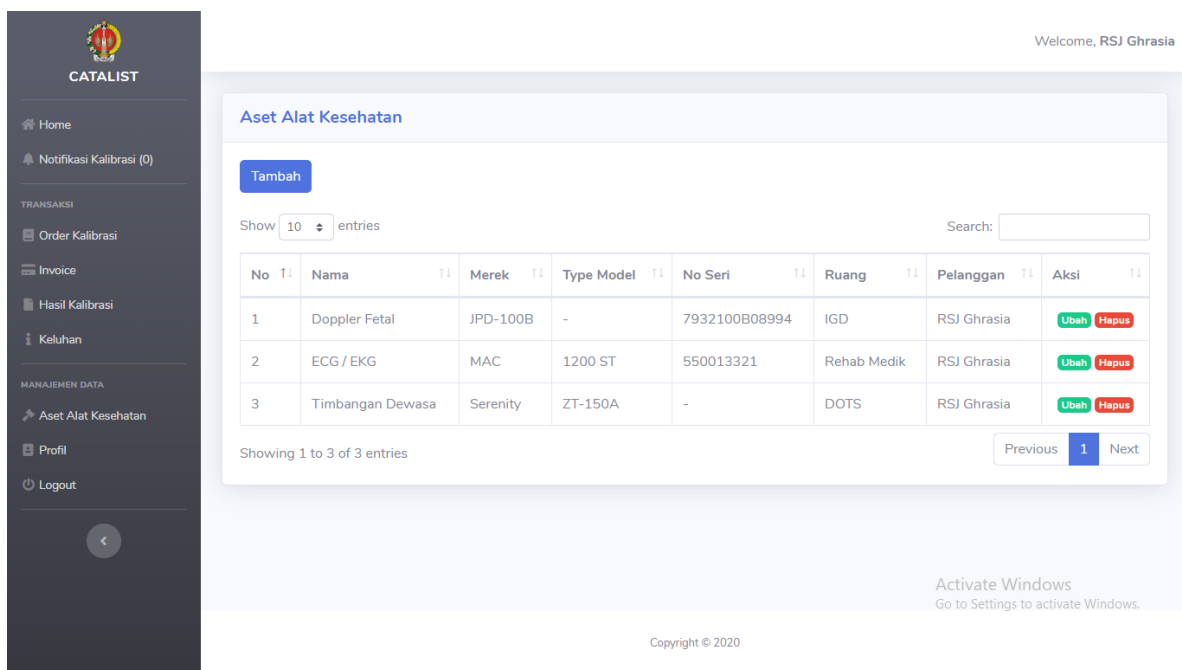 CATALIST
Home
Notifikasi Kalibrasi (0)
TRANSAKSI
Order Kalibrasi
Invoice
Hasil Kalibrasi
Keluhan
MANAJEMEN DATA
Aset Alat Kesehatan
Profil
Logout
Welcome, RSJ Ghrasia
Aset Alat Kesehatan
Tambah
Show 10 entries
Search:
No Nama Merek Type Model No Seri Ruang Pelanggan Aksi
1 Doppler Fetal JPD-100B - 7932100B08994 IGD RSJ Ghrasia Ubah Hapus
2 ECG / EKG MAC 1200 ST 550013321 Rehab Medik RSJ Ghrasia Ubah Hapus
3 Timbangan Dewasa Serenity ZT-150A - DOTS RSJ Ghrasia Ubah Hapus
Showing 1 to 3 of 3 entries
Previous 1 Next
Activate Windows
Go to Settings to activate Windows.
Copyright © 2020